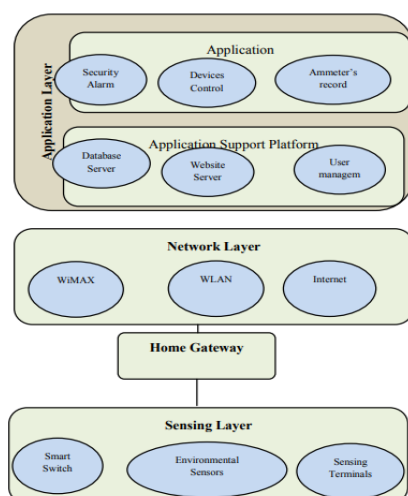 Application Layer
Application
Security
Alarm
Devices
Control
Ammeter's
record
Application Support Platform
Database
Server
Website
Server
User
managem
Network Layer
WiMAX
WLAN
Internet
Home Gateway
Sensing Layer
Smart
Switch
Environmental
Sensors
Sensing
Terminals